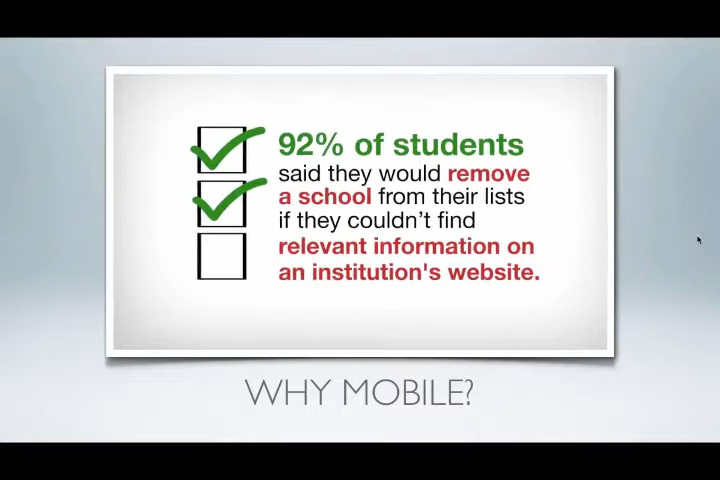 92% of students
said they would remove
a school from their lists
if they couldn't find
relevant information on
an institution's website.
WHY MOBILE?